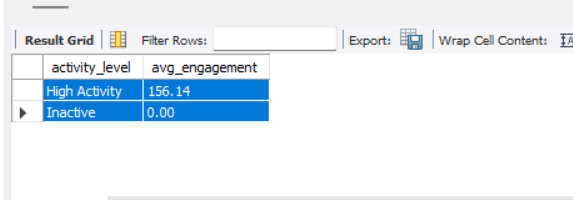 Result Grid Filter Rows: Export: Wrap Cell Content:
activity_level avg_engagement
High Activity 156.14
Inactive 0.00